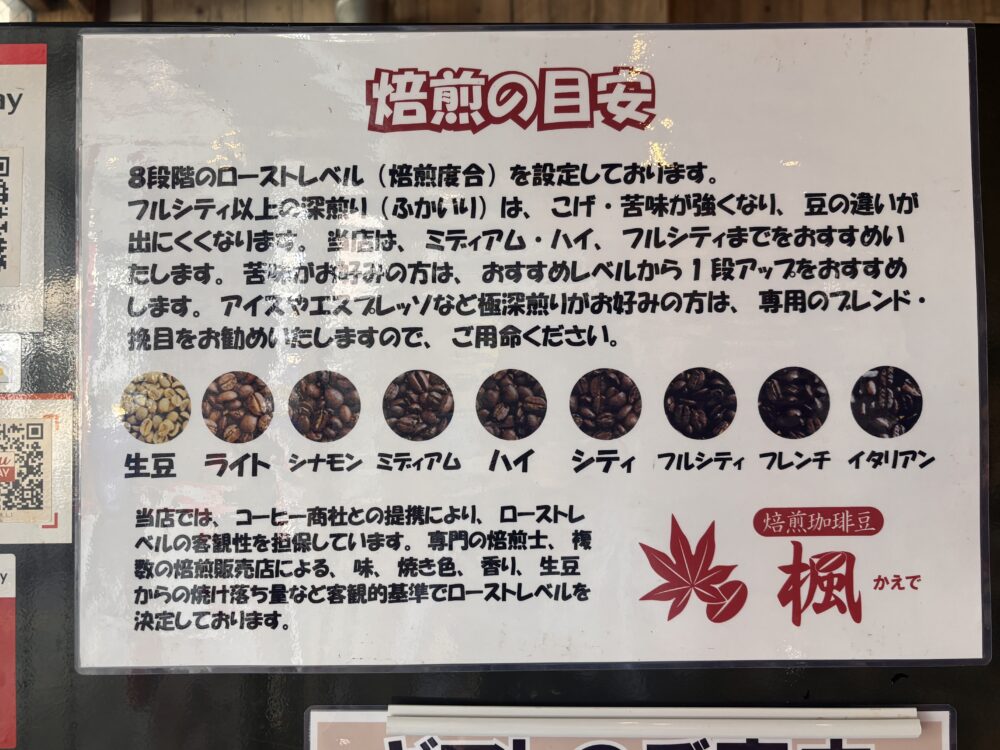 焙煎の目安
8段階のローストレベル（焙煎度合）を設定しております。
フルシティ以上の深煎り（ふかいり）は、こげ・苦味が強くなり、豆の違いが
出にくくなります。当店は、ミディアム・ハイ、フルシティまでをおすすめい
たします。苦味がお好みの方は、おすすめレベルから1段アップをおすすめ
します。アイスやエスプレッソなど極深煎りがお好みの方は、専用のブレンド・
挽目をお勧めいたしますので、ご用命ください。
生豆 ライト シナモン ミディアム ハイ シティ フルシティ フレンチ イタリアン
当店では、コーヒー商社との提携により、ローストレ
ベルの客観性を担保しています。専門の焙煎士、複
数の焙煎販売店による、味、焼き色、香り、生豆
からの焼け落ち量など客観的基準でローストレベルを
決定しております。
焙煎珈琲豆
楓 かえで
ay
AY
y